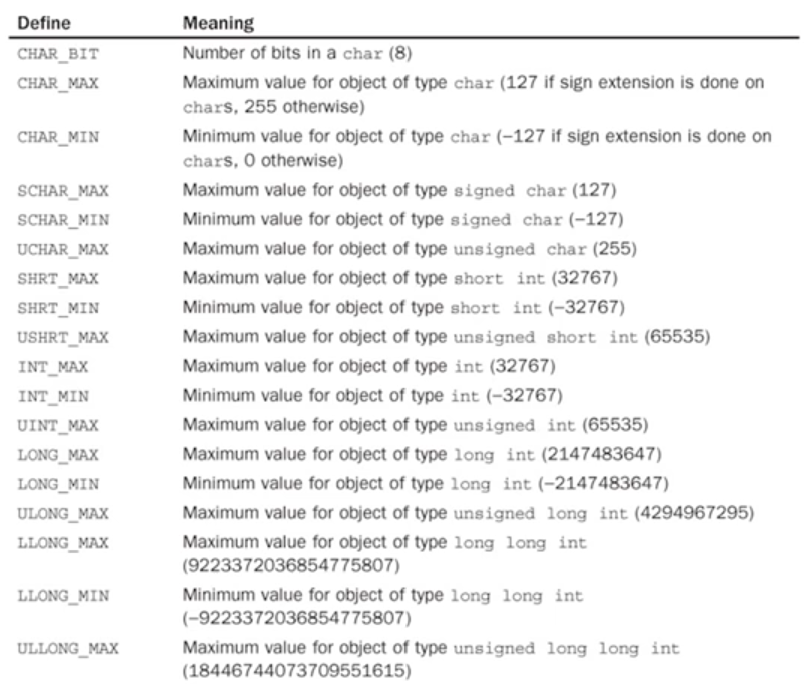 Define Meaning
CHAR_BIT Number of bits in a char (8)
CHAR_MAX Maximum value for object of type char (127 if sign extension is done on
chars, 255 otherwise)
CHAR_MIN Minimum value for object of type char (–127 if sign extension is done on
chars, 0 otherwise)
SCHAR_MAX Maximum value for object of type signed char (127)
SCHAR_MIN Minimum value for object of type signed char (–127)
UCHAR_MAX Maximum value for object of type unsigned char (255)
SHRT_MAX Maximum value for object of type short int (32767)
SHRT_MIN Minimum value for object of type short int (–32767)
USHRT_MAX Maximum value for object of type unsigned short int (65535)
INT_MAX Maximum value for object of type int (32767)
INT_MIN Minimum value for object of type int (–32767)
UINT_MAX Maximum value for object of type unsigned int (65535)
LONG_MAX Maximum value for object of type long int (2147483647)
LONG_MIN Minimum value for object of type long int (–2147483647)
ULONG_MAX Maximum value for object of type unsigned long int (4294967295)
LLONG_MAX Maximum value for object of type long long int
(9223372036854775807)
LLONG_MIN Minimum value for object of type long long int
(–9223372036854775807)
ULLONG_MAX Maximum value for object of type unsigned long long int
(18446744073709551615)